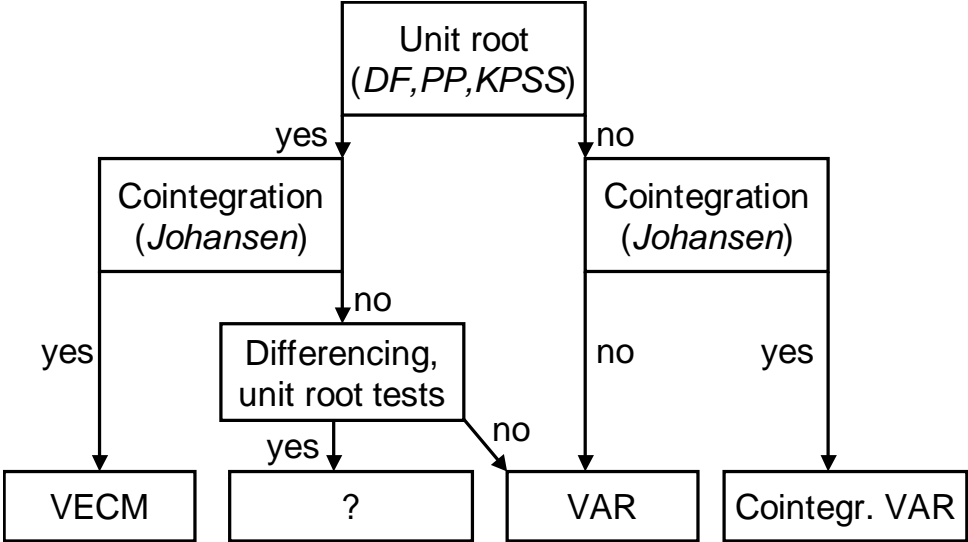 Unit root
(DF,PP,KPSS)
yes
no
Cointegration
(Johansen)
Cointegration
(Johansen)
no
yes
Differencing,
unit root tests
no
yes
yes
no
VECM
?
VAR
Cointegr. VAR